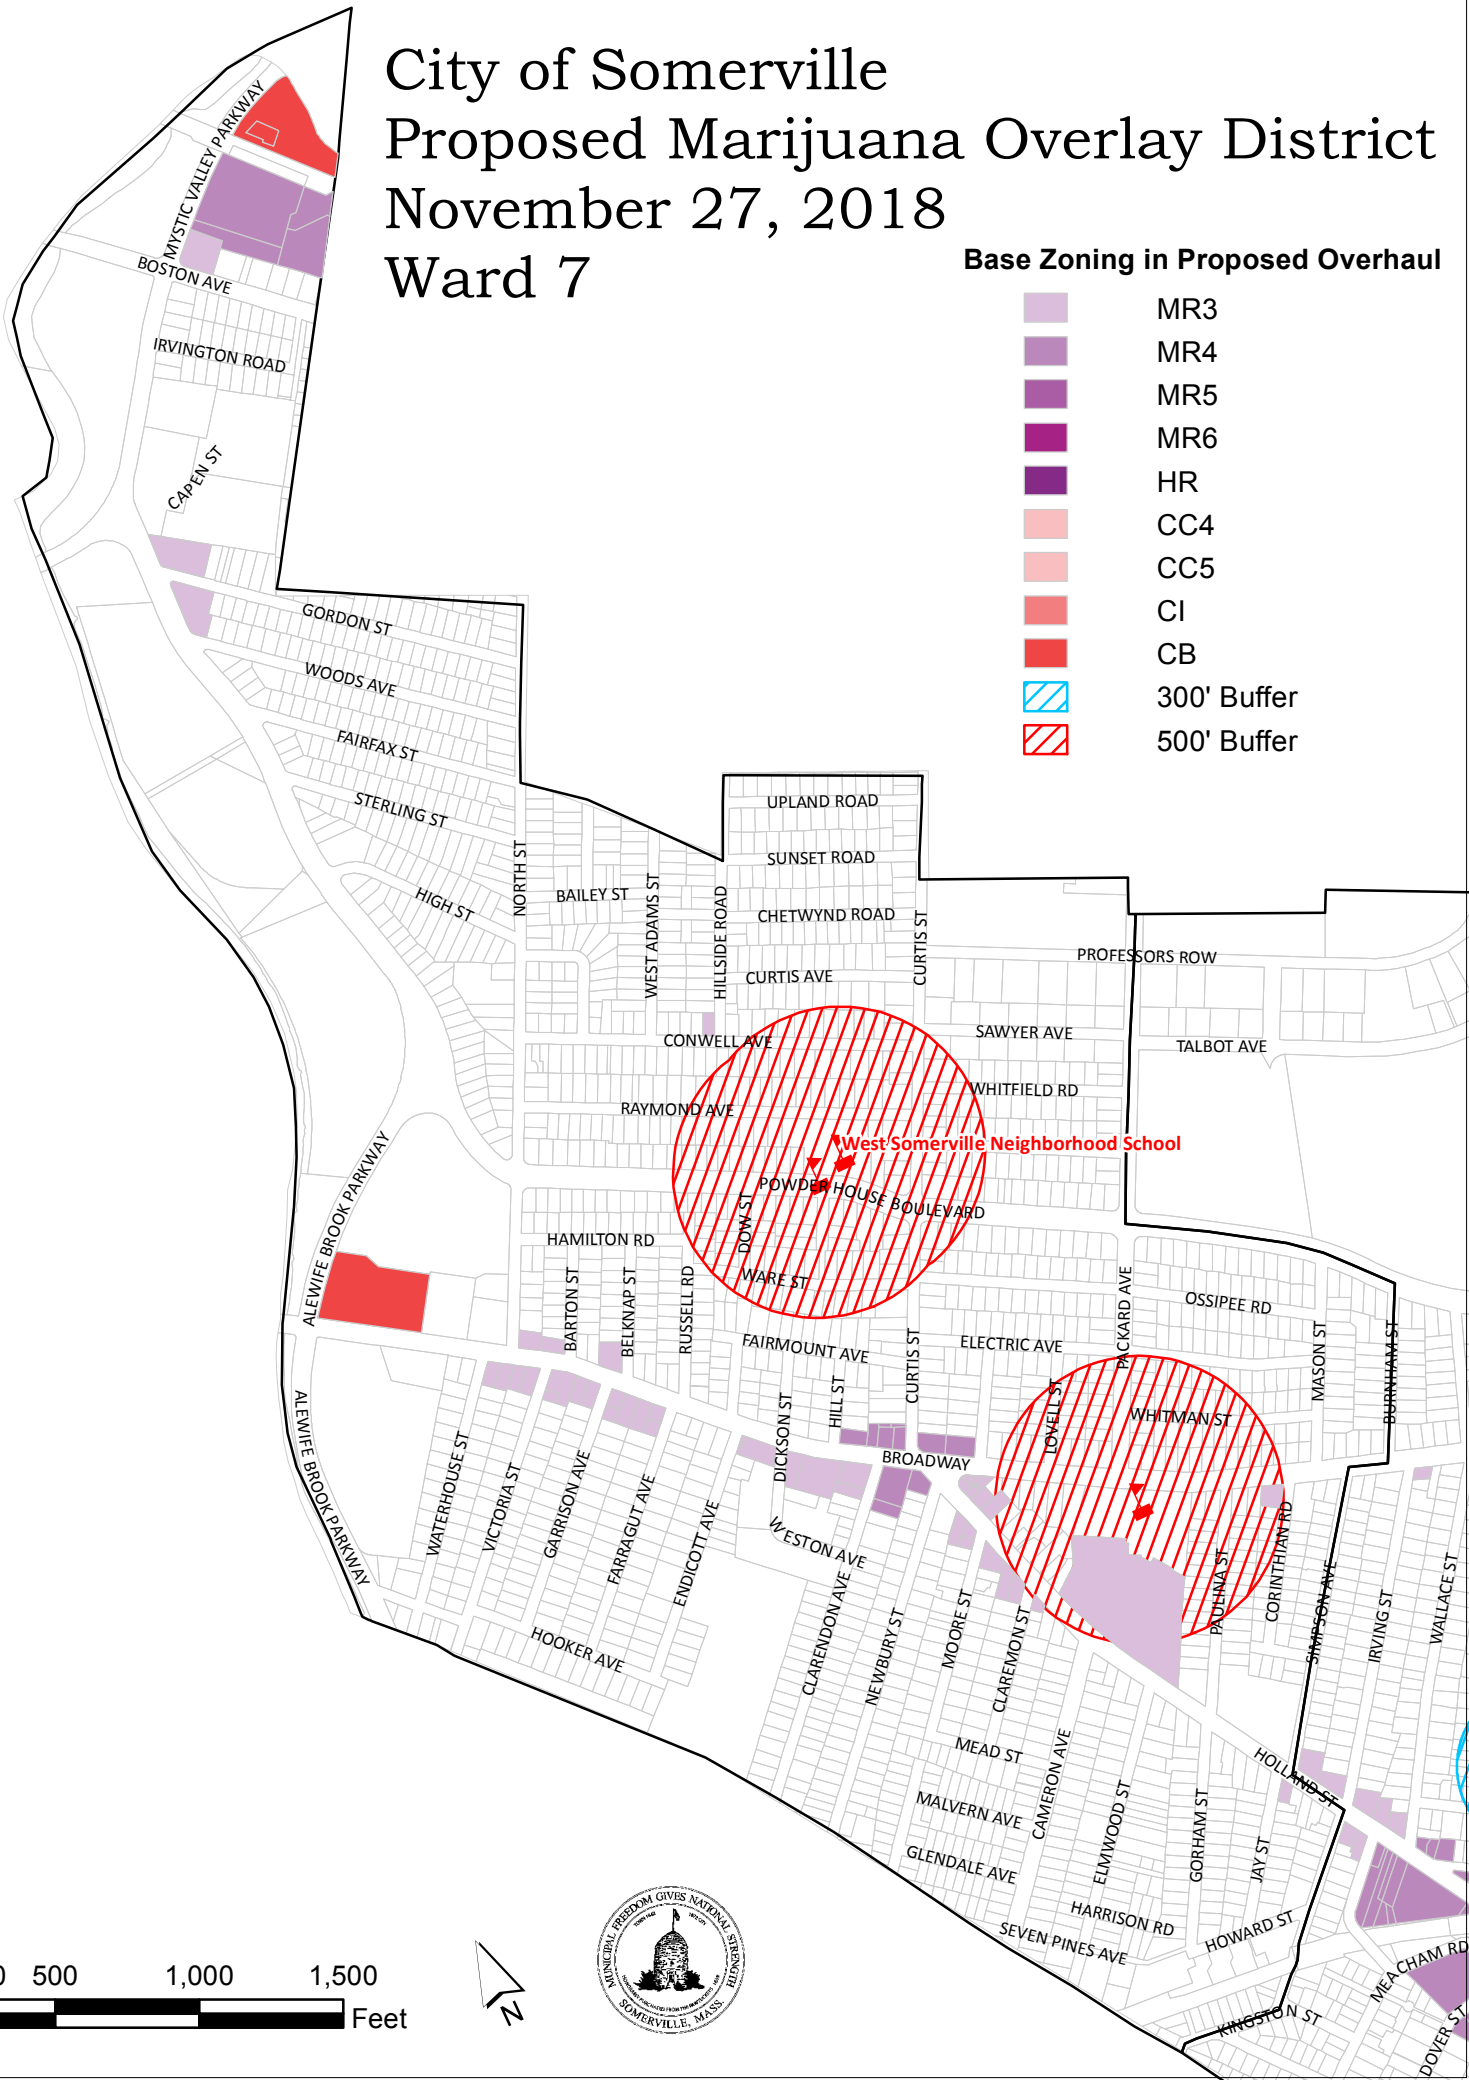 City of Somerville
Proposed Marijuana Overlay District
November 27, 2018
Ward 7
Base Zoning in Proposed Overhaul
MR3
MR4
MR5
MR6
HR
CC4
CC5
CI
CB
300' Buffer
500' Buffer
MYSTIC VALLEY PARKWAY
BOSTON AVE
IRVINGTON ROAD
CAPEN ST
GORDON ST
WOODS AVE
FAIRFAX ST
STERLING ST
HIGH ST
NORTH ST
BAILEY ST
WEST ADAMS ST
HILLSIDE ROAD
UPLAND ROAD
SUNSET ROAD
CHETWYND ROAD
CURTIS ST
CURTIS AVE
PROFESSORS ROW
CONWELL AVE
SAWYER AVE
TALBOT AVE
WHITFIELD RD
RAYMOND AVE
West Somerville Neighborhood School
POWDER HOUSE BOULEVARD
ALEWIFE BROOK PARKWAY
HAMILTON RD
DOW ST
WARE ST
BARTON ST
BELKNAP ST
RUSSELL RD
FAIRMOUNT AVE
ELECTRIC AVE
PACKARD AVE
OSSIPEE RD
MASON ST
BURNHAM ST
CURTIS ST
HILL ST
DICKSON ST
LOVELL ST
WHITMAN ST
BROADWAY
ALEWIFE BROOK PARKWAY
WATERHOUSE ST
VICTORIA ST
GARRISON AVE
FARRAGUT AVE
ENDICOTT AVE
WESTON AVE
CLARENDON AVE
NEWBURY ST
MOORE ST
CLAREMON ST
PAULINA ST
CORINTHIAN RD
SIMPSON AVE
IRVING ST
WALLACE ST
HOOKER AVE
MEAD ST
CAMERON AVE
MALVERN AVE
GLENDALE AVE
ELMWOOD ST
GORHAM ST
JAY ST
HOLLAND ST
HARRISON RD
SEVEN PINES AVE
HOWARD ST
MEACHAM RD
KINGSTON ST
DOVER ST
0 500 1,000 1,500
Feet
N
MUNICIPAL FREEDOM GIVES NATIONAL STRENGTH
SOMERVILLE, MASS.